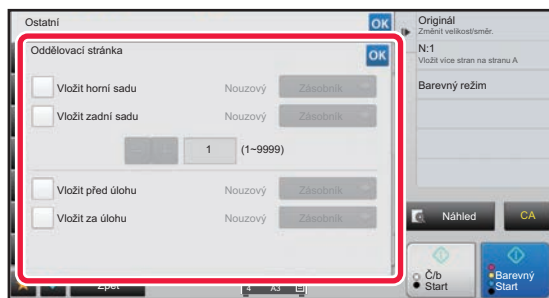 Ostatní
OK
Oddělovací stránka
OK
Vložit horní sadu
Nouzový
Zásobník
Vložit zadní sadu
Nouzový
Zásobník
1
(1~9999)
Vložit před úlohu
Nouzový
Zásobník
Vložit za úlohu
Nouzový
Zásobník
Zpět
4
A3
Originál
Změnit velikost/směr.
N:1
Vložit více stran na stranu A
Barevný režim
Náhled
CA
Č/b
Start
Barevný
Start